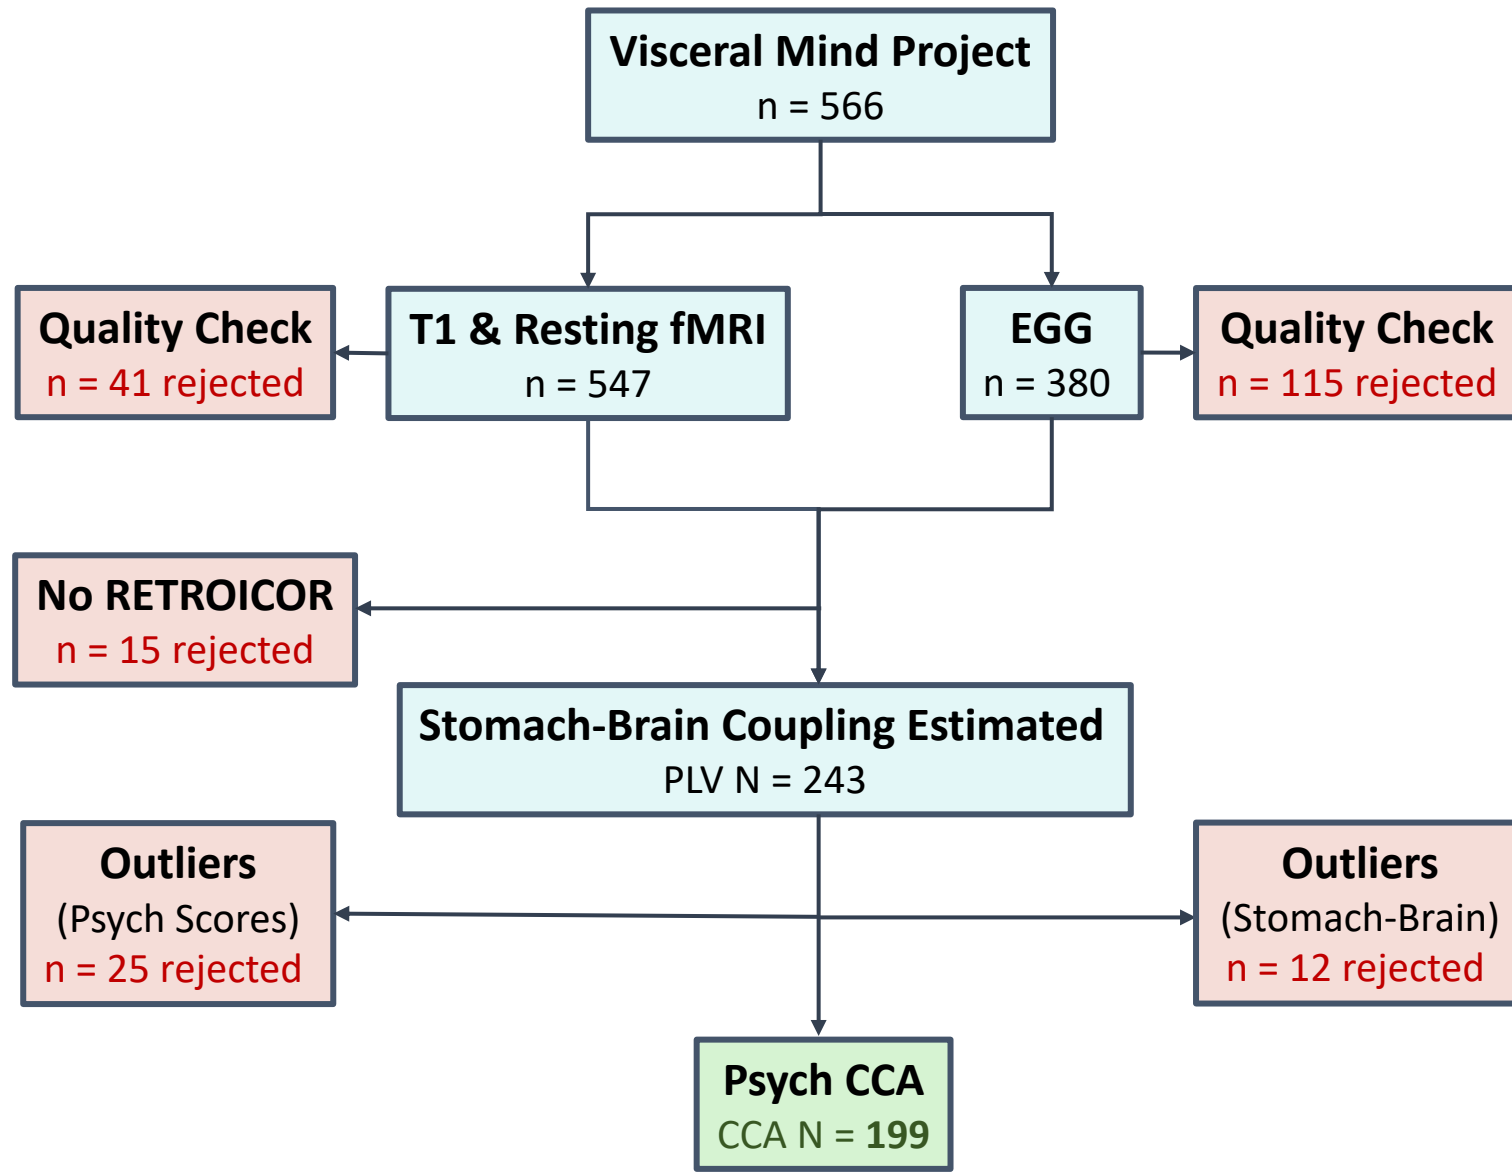 Visceral Mind Project
n = 566
Quality Check
n = 41 rejected
T1 & Resting fMRI
n = 547
EGG
n = 380
Quality Check
n = 115 rejected
No RETROICOR
n = 15 rejected
Stomach-Brain Coupling Estimated
PLV N = 243
Outliers
(Psych Scores)
n = 25 rejected
Outliers
(Stomach-Brain)
n = 12 rejected
Psych CCA
CCA N = 199